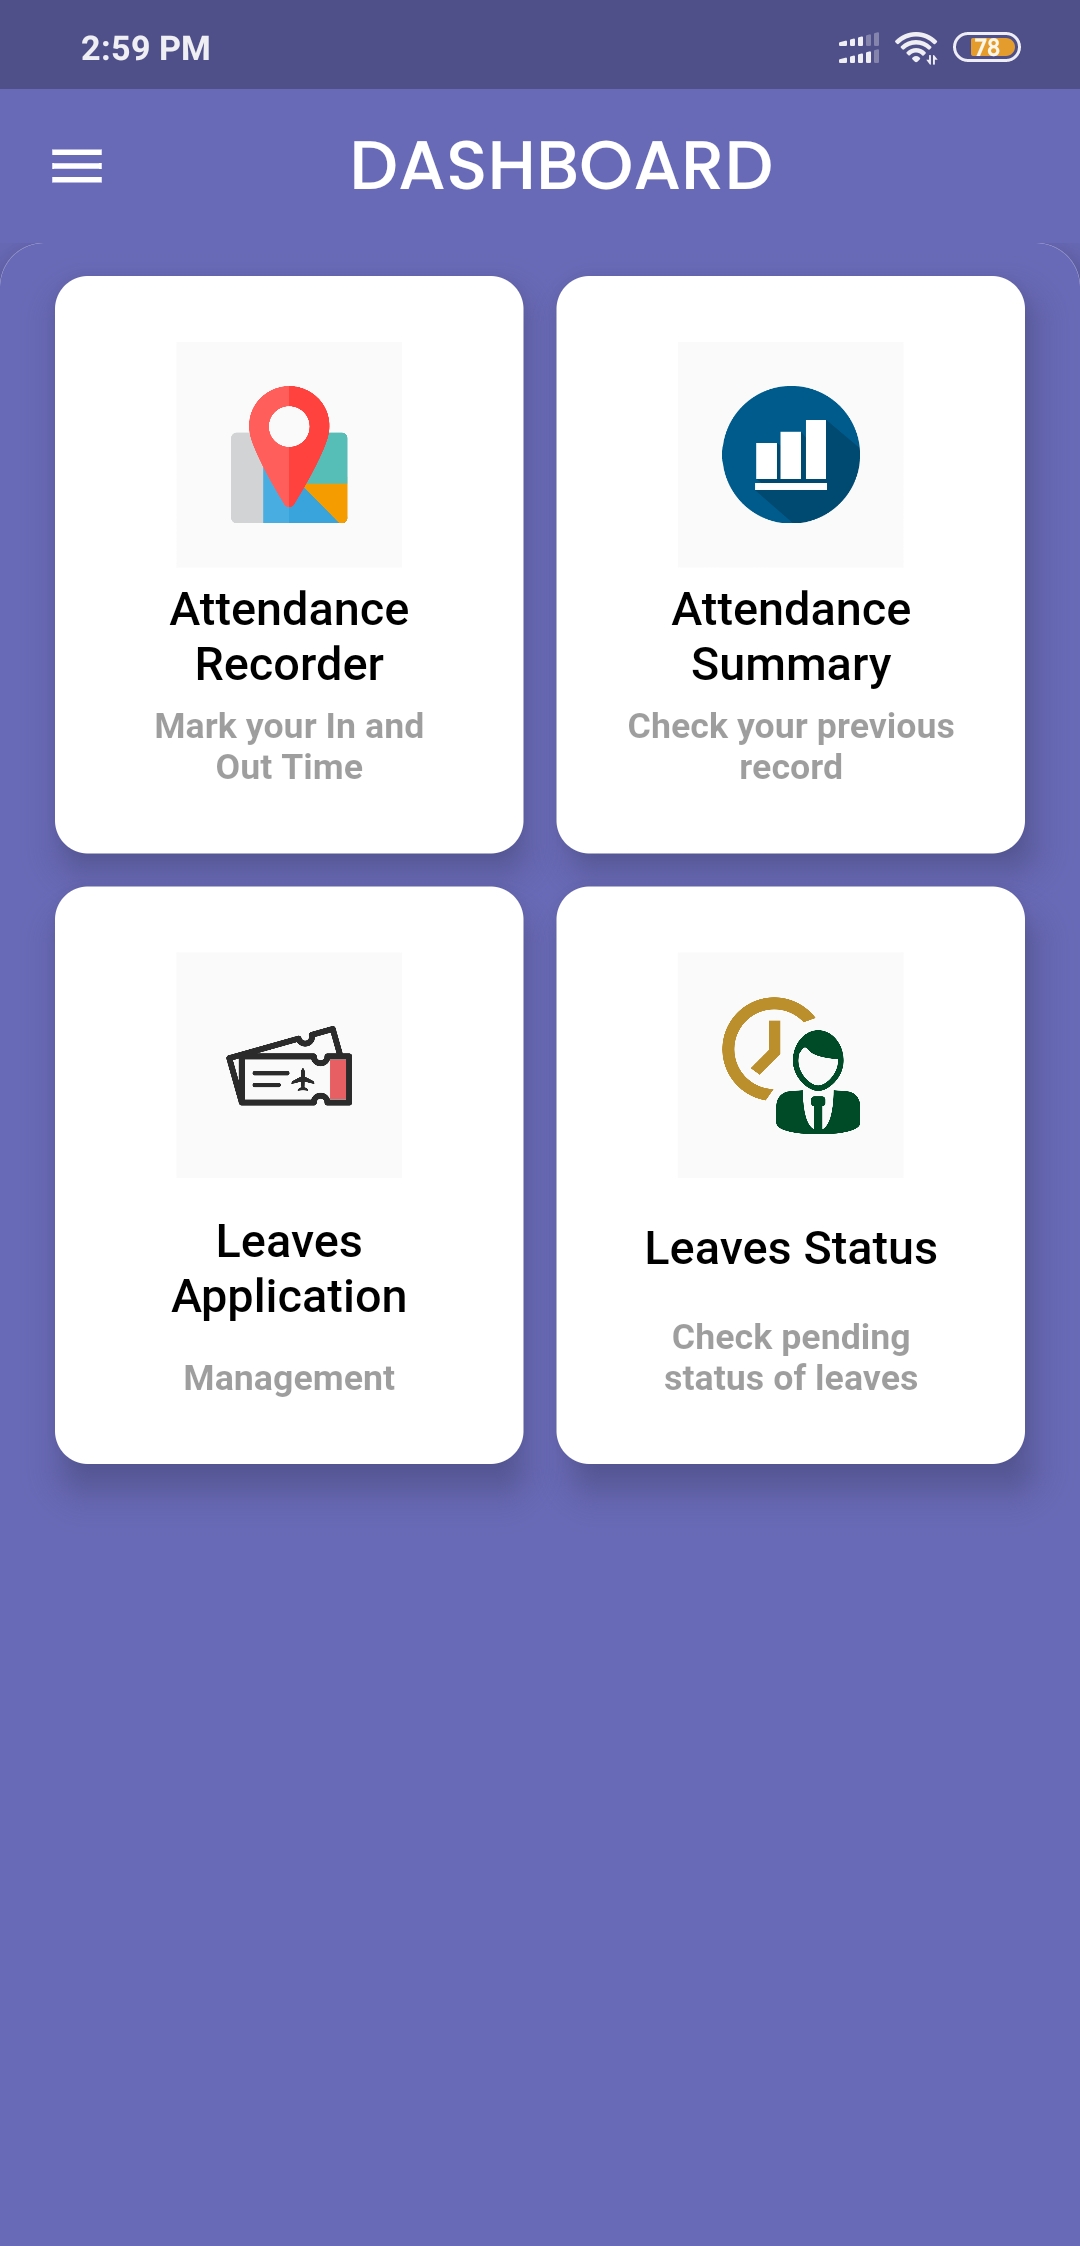 2:59 PM
78
DASHBOARD
Attendance
Recorder
Mark your In and
Out Time
Attendance
Summary
Check your previous
record
Leaves
Application
Management
Leaves Status
Check pending
status of leaves